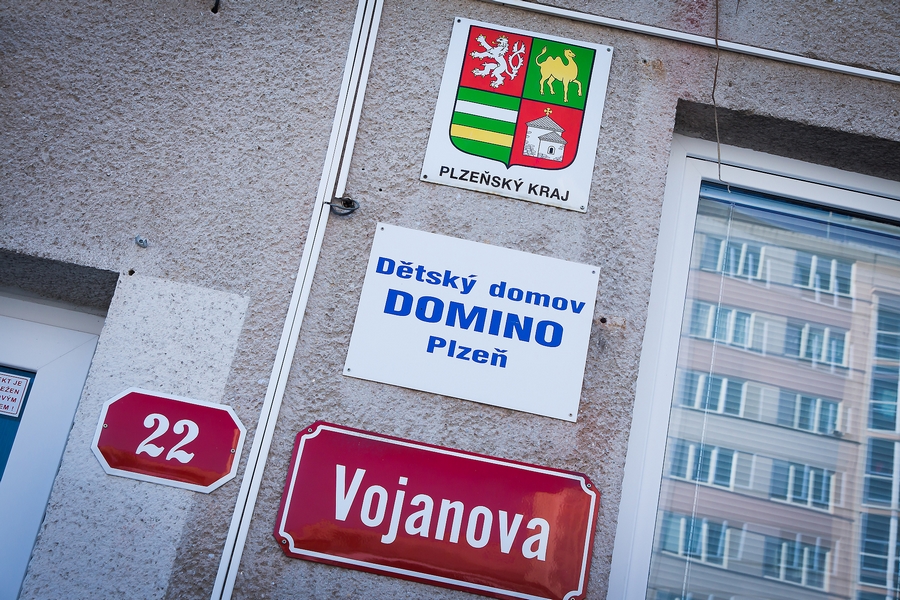 PLZEŇSKÝ KRAJ
Dětský domov
DOMINO
Plzeň
22
Vojanova